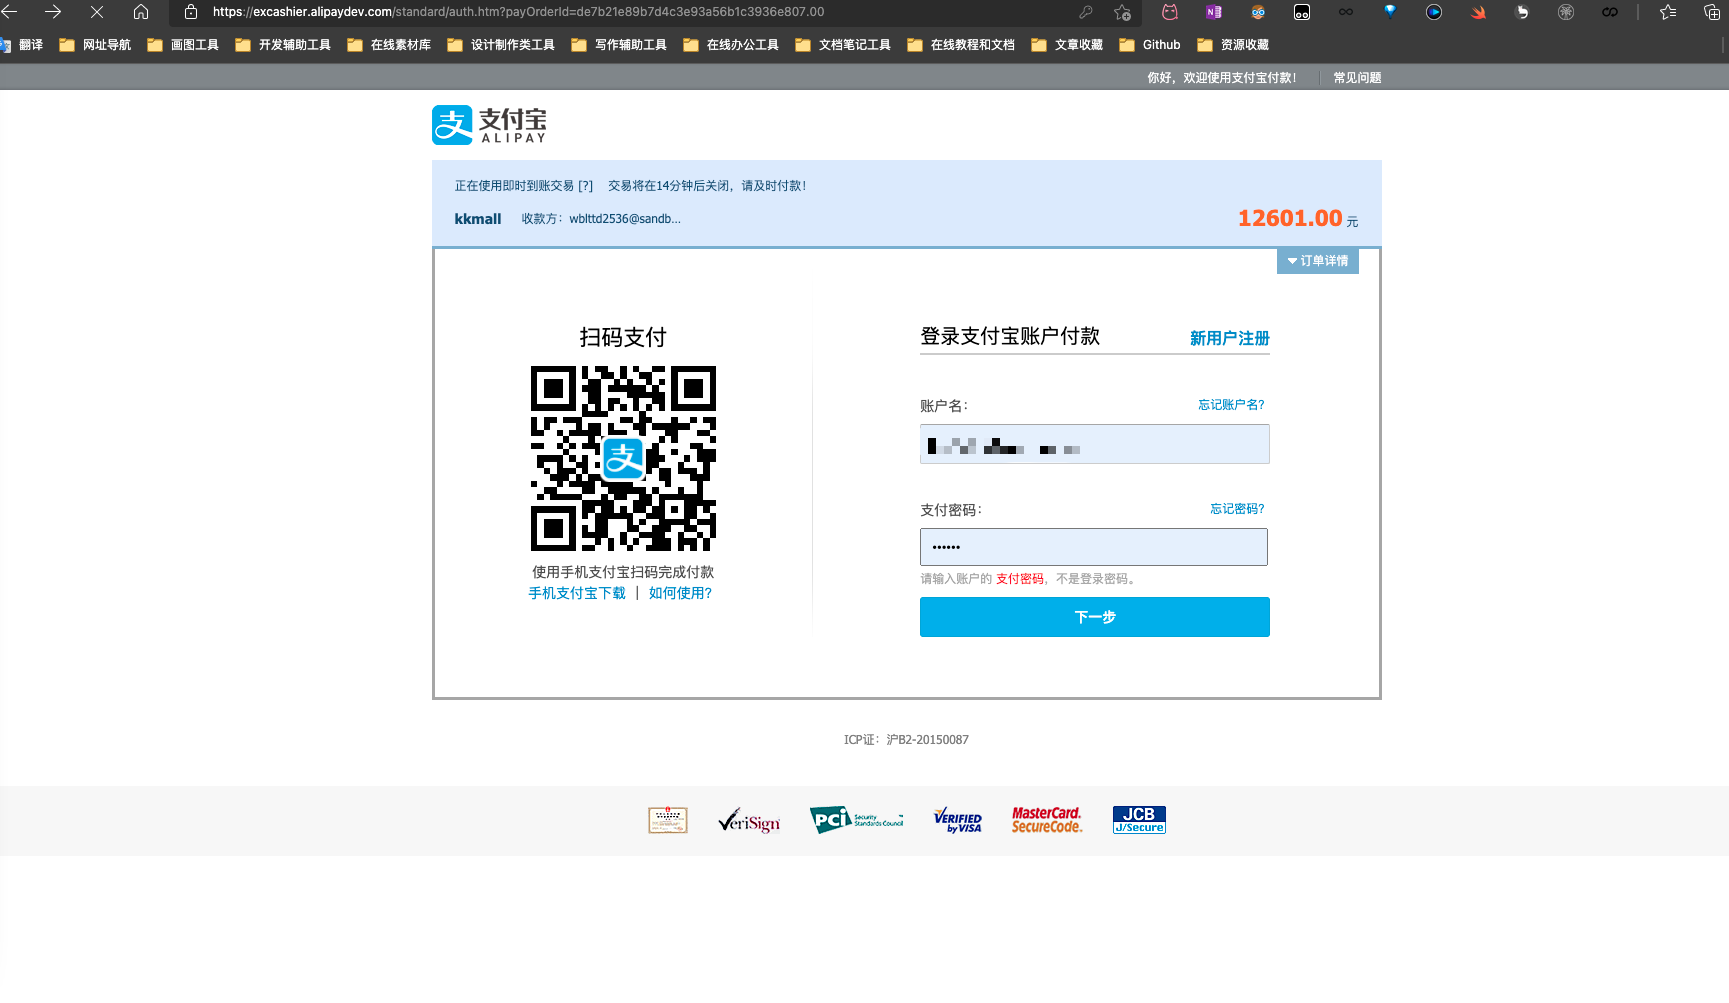 https://excashier.alipaydev.com/standard/auth.htm?payOrderId=de7b21e89b7d4c3e93a56b1c3936e807.00
翻译 网址导航 画图工具 开发辅助工具 在线素材库 设计制作类工具 写作辅助工具 在线办公工具 文档笔记工具 在线教程和文档 文章收藏 Github 资源收藏
你好，欢迎使用支付宝付款！ 常见问题
支 支付宝
ALIPAY
正在使用即时到账交易 [?] 交易将在14分钟后关闭，请及时付款！
kkmall 收款方：wblttd2536@sandb... 12601.00 元
订单详情
扫码支付
支
使用手机支付宝扫码完成付款
手机支付宝下载 | 如何使用?
登录支付宝账户付款 新用户注册
账户名： 忘记账户名?
支付密码： 忘记密码?
••••••
请输入账户的 支付密码，不是登录密码。
下一步
ICP证：沪B2-20150087
VeriSign
PCI Security Standards Council
VERIFIED by VISA
MasterCard. SecureCode.
JCB J/Secure